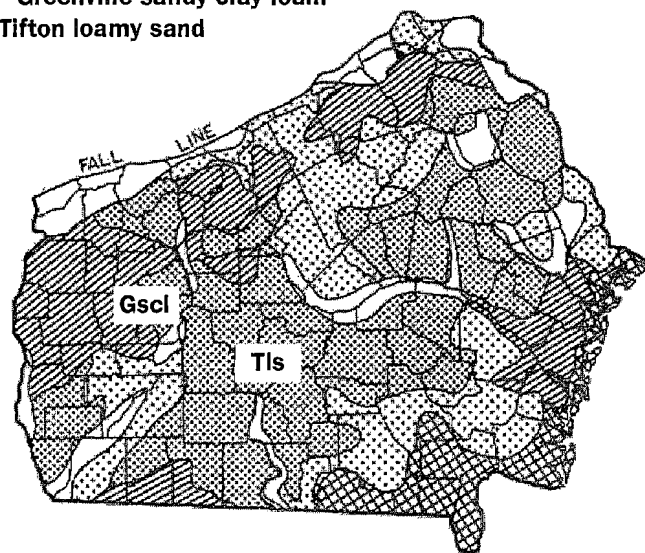 Greenville sandy clay loam
Tifton loamy sand
FALL LINE
Gscl
Tls